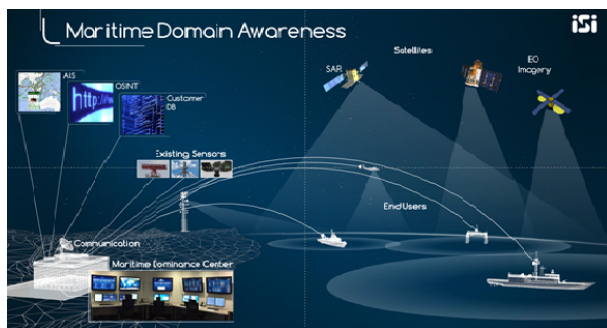 Maritime Domain Awareness
iSi
AIS
OSINT
http://
Customer
DB
Existing Sensors
Satellites
SAR
EO
Imagery
End Users
Communication
Maritime Dominance Center